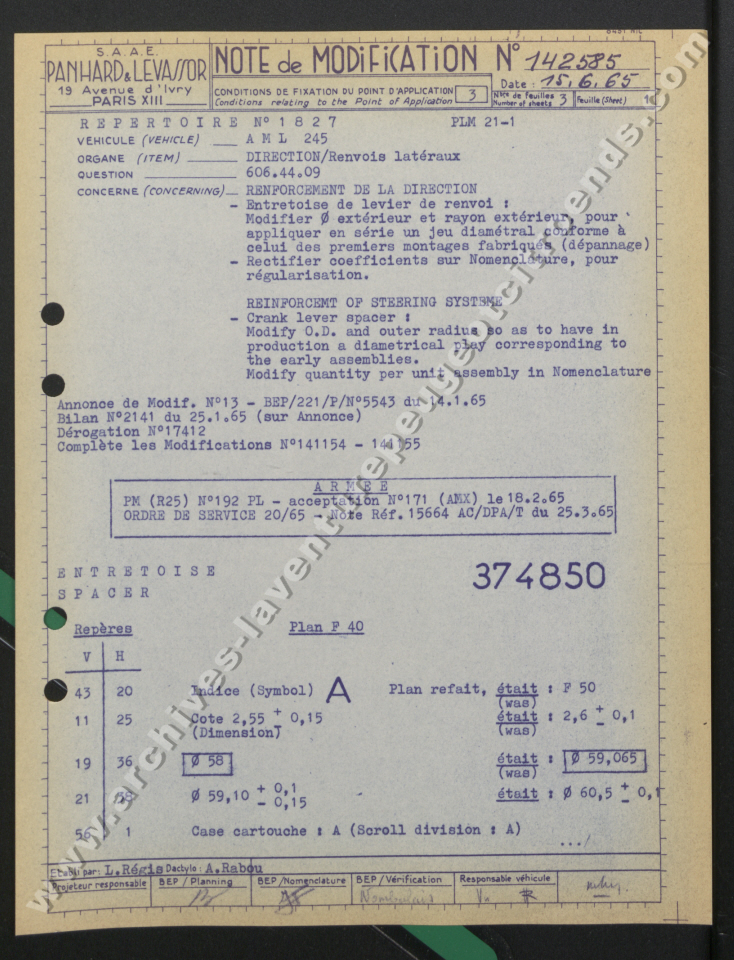 S.A.A.E.
PANHARD & LEVASSOR
19 Avenue d'Ivry
PARIS XIII
NOTE de MODIFICATION N° 142585
CONDITIONS DE FIXATION DU POINT D'APPLICATION 3
Conditions relating to the Point of Application
Date : 15.6.65
Nbre de feuilles 3 Feuille (Sheet) 1
Number of sheets
REPERTOIRE N° 1827 PLM 21-1
VEHICULE (VEHICLE) AML 245
ORGANE (ITEM) DIRECTION/Renvois latéraux
QUESTION 606.44.09
CONCERNE (CONCERNING) RENFORCEMENT DE LA DIRECTION
- Entretoise de levier de renvoi :
Modifier Ø extérieur et rayon extérieur, pour
appliquer en série un jeu diamétral conforme à
celui des premiers montages fabriqués (dépannage)
- Rectifier coefficients sur Nomenclature, pour
régularisation.
REINFORCEMT OF STEERING SYSTEME
- Crank lever spacer :
Modify O.D. and outer radius so as to have in
production a diametrical play corresponding to
the early assemblies.
Modify quantity per unit assembly in Nomenclature
Annonce de Modif. N°13 - BEP/221/P/N°5543 du 14.1.65
Bilan N°2141 du 25.1.65 (sur Annonce)
Dérogation N°17412
Complète les Modifications N°141154 - 141155
ARMEE
PM (R25) N°192 PL - acceptation N°171 (AMX) le 18.2.65
ORDRE DE SERVICE 20/65 - Note Réf. 15664 AC/DPA/T du 25.3.65
ENTRETOISE 374850
SPACER
Repères Plan F 40
V H
43 20 Indice (Symbol) A Plan refait, était : F 50
(was)
11 25 Cote 2,55 ± 0,15 était : 2,6 ± 0,1
(Dimension) (was)
19 36 Ø 58 était : Ø 59,065
(was)
21 38 Ø 59,10 + 0,1 était : Ø 60,5 ± 0,1
- 0,15
56 1 Case cartouche : A (Scroll division : A)
.../
Etabli par : L.Régis Dactylo : A.Rabou
Projeteur responsable BEP / Planning BEP / Nomenclature BEP / Vérification Responsable véhicule
www.archives-laventurepeugeotcitroends.com